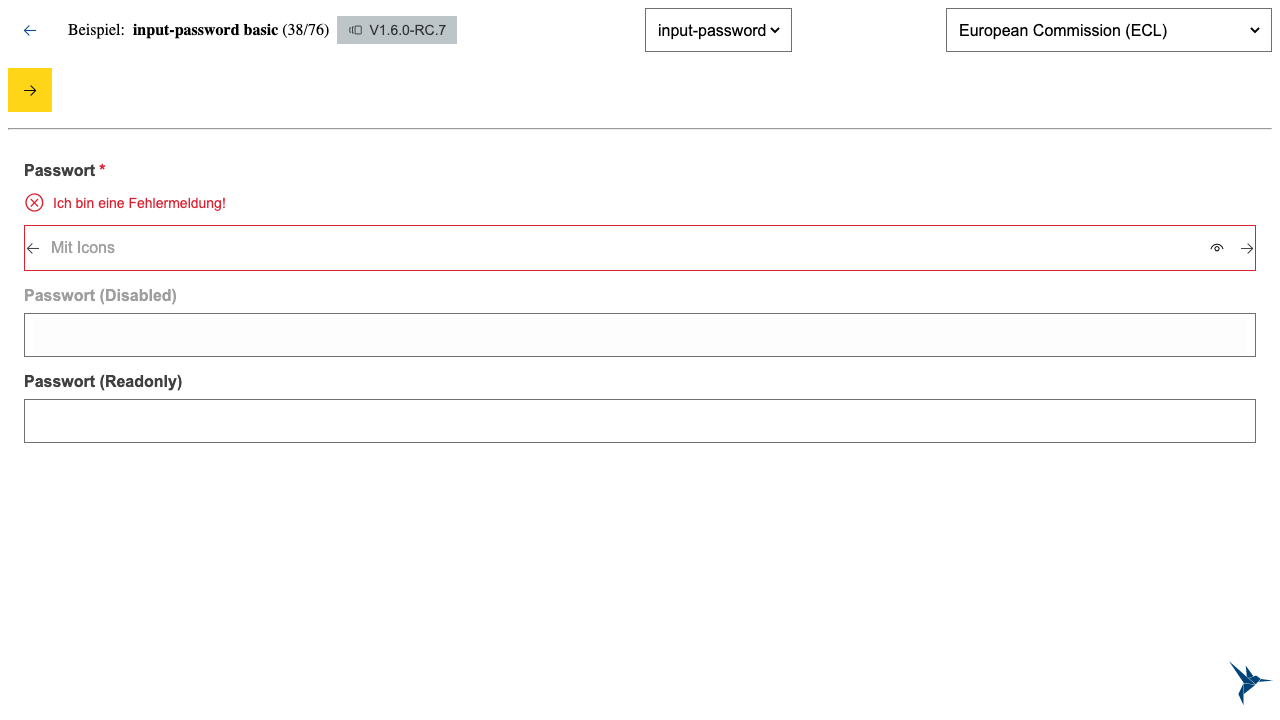 Beispiel: input-password basic (38/76) V1.6.0-RC.7 input-password European Commission (ECL)
Passwort *
Ich bin eine Fehlermeldung!
Mit Icons
Passwort (Disabled)
Passwort (Readonly)